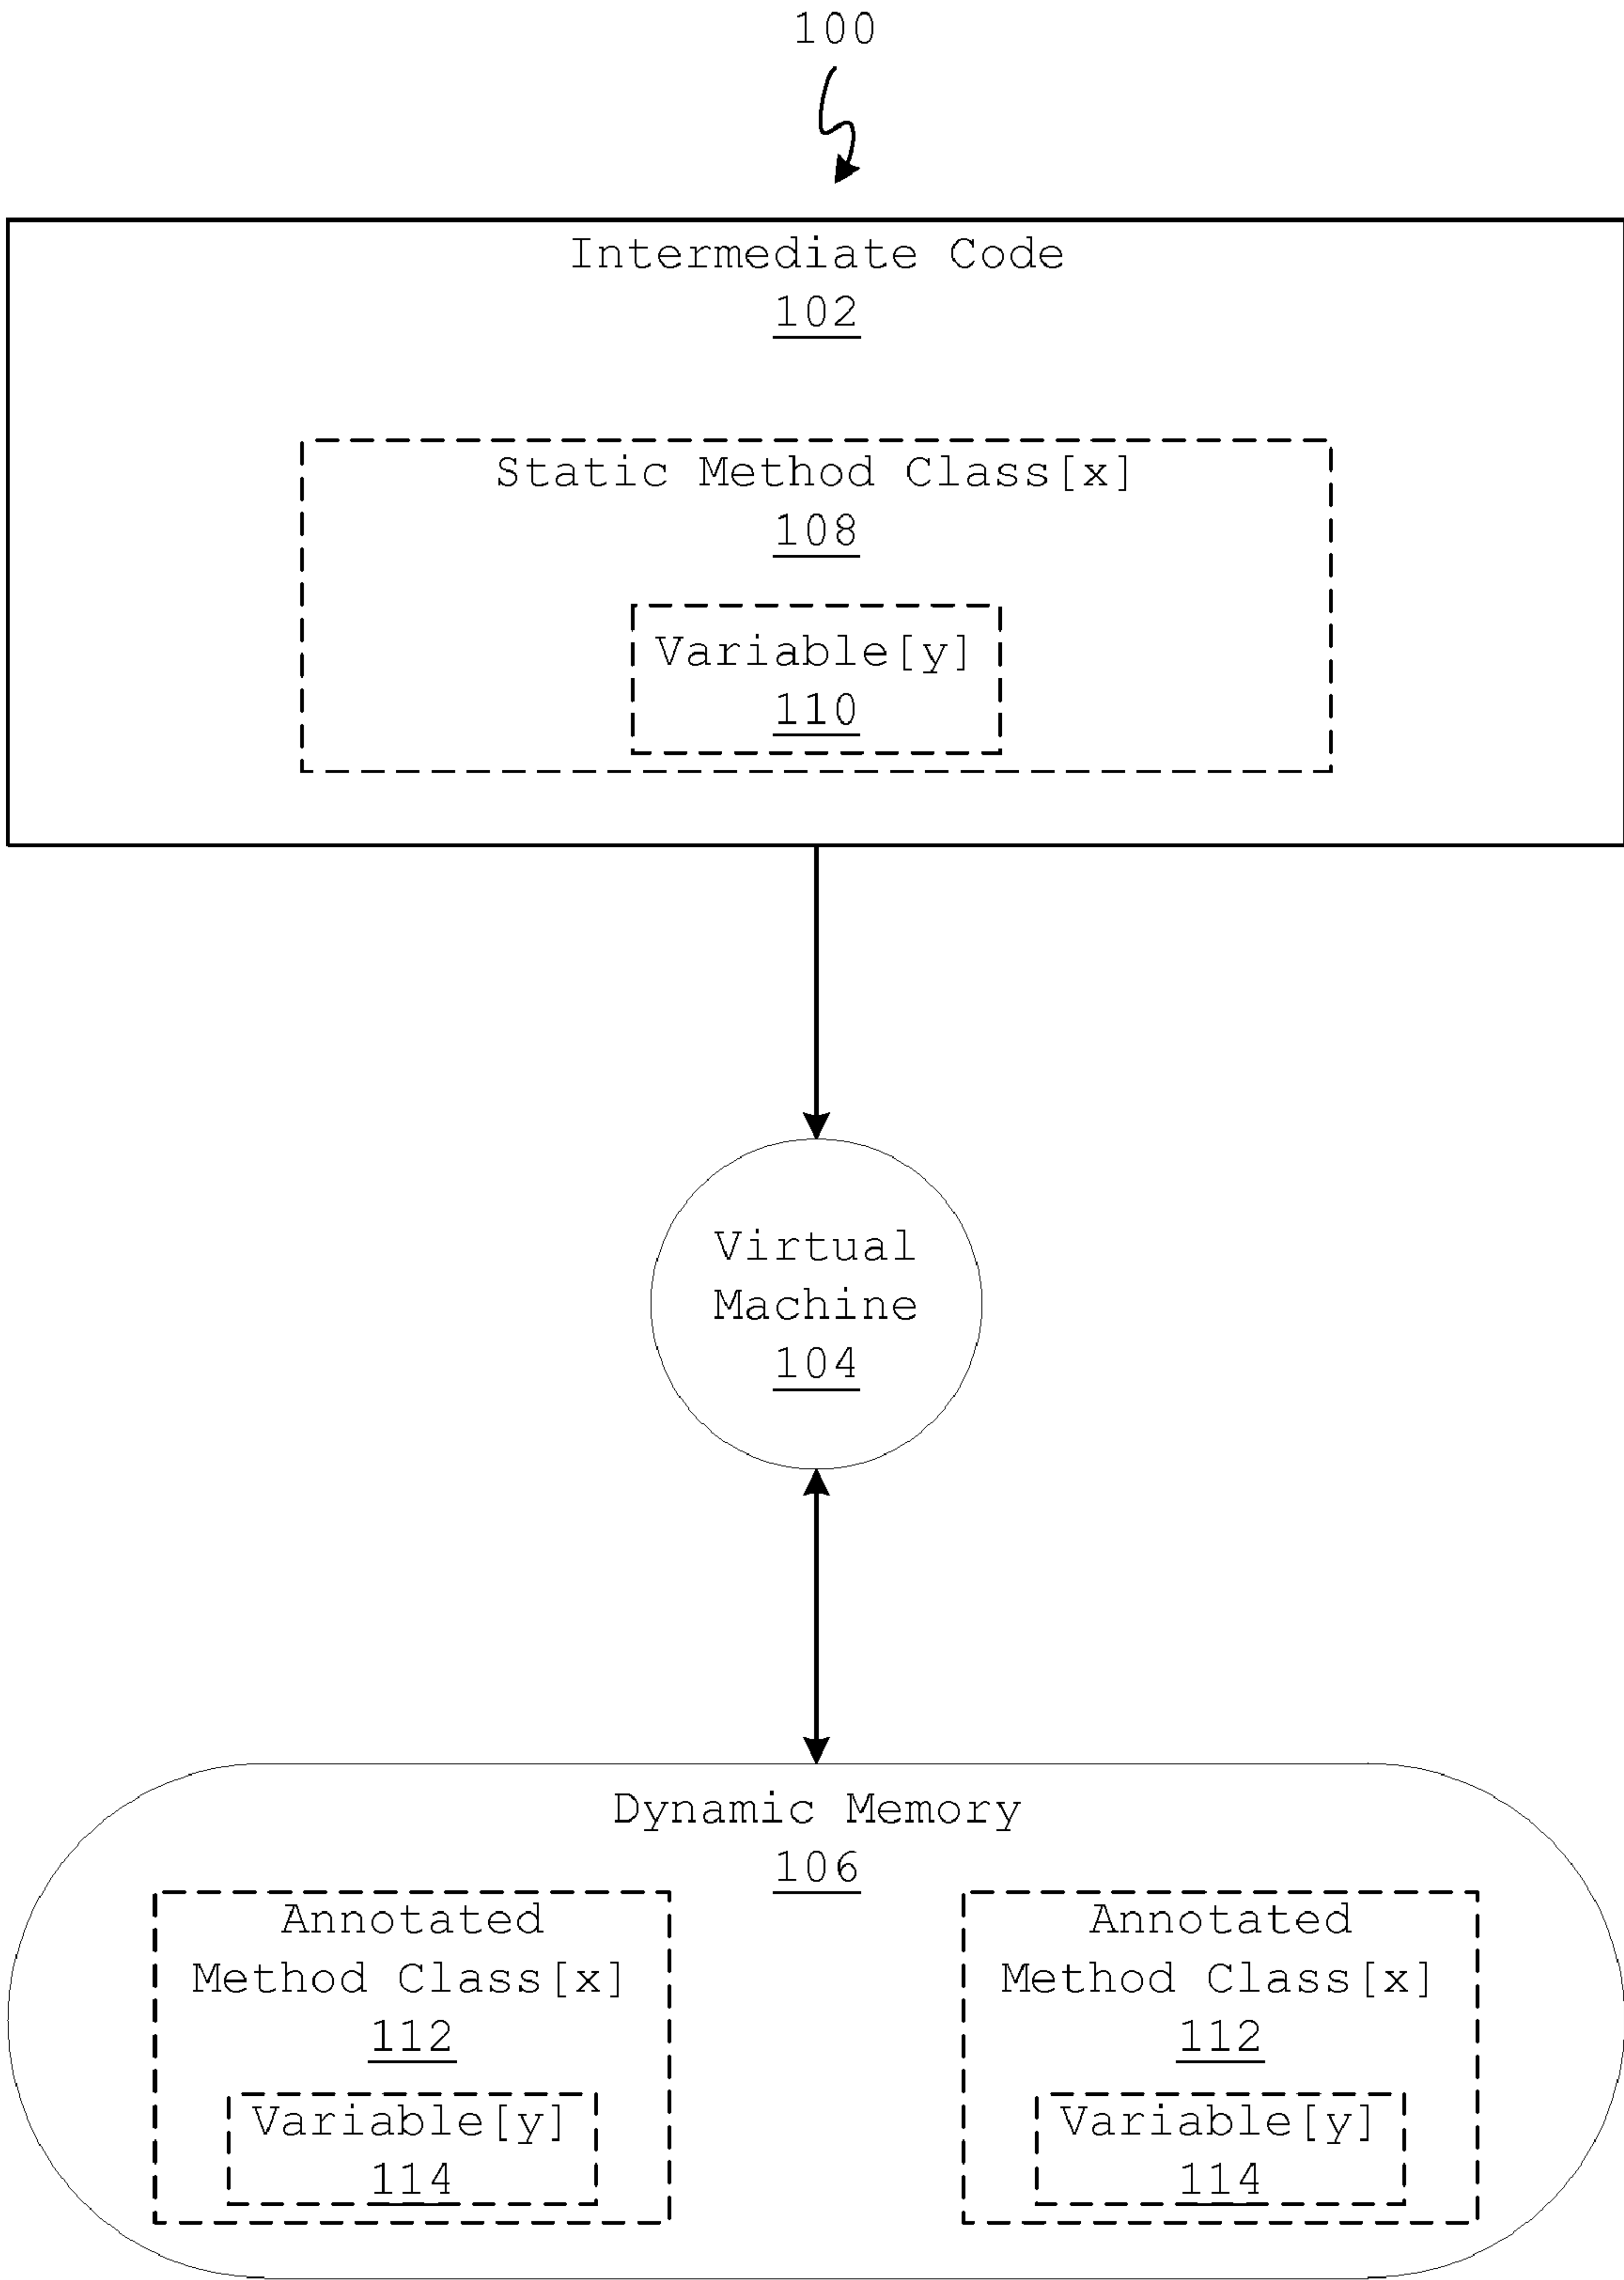 100
Intermediate Code
102
Static Method Class[x]
108
Variable[y]
110
Virtual
Machine
104
Dynamic Memory
106
Annotated
Method Class[x]
112
Variable[y]
114
Annotated
Method Class[x]
112
Variable[y]
114